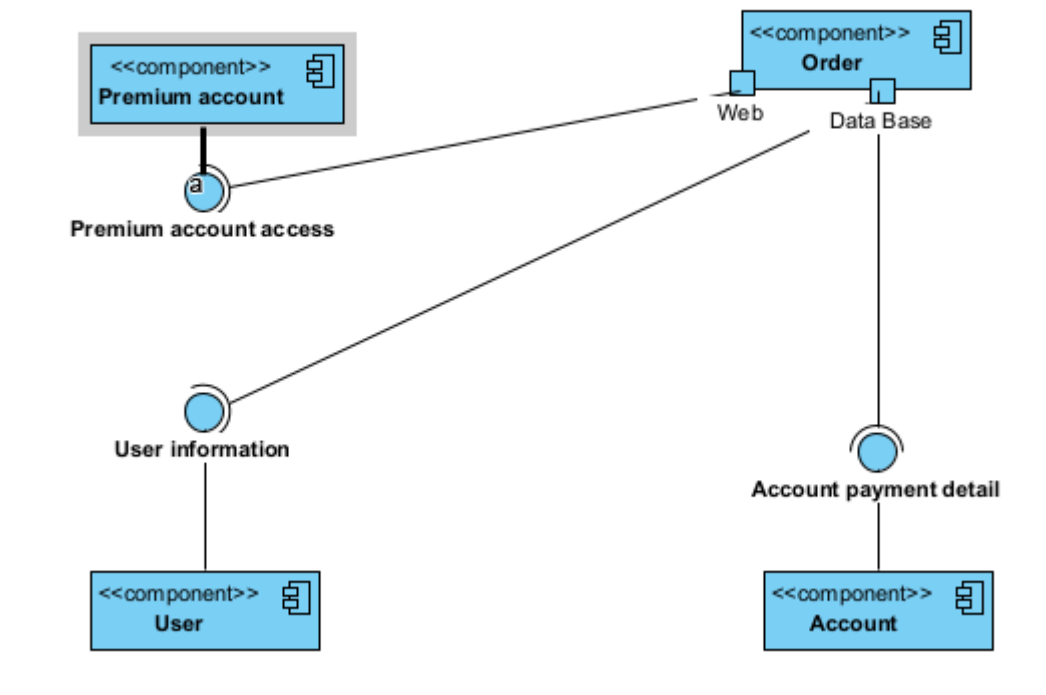 <<component>>
Premium account
<<component>>
Order
Web
Data Base
a
Premium account access
User information
Account payment detail
<<component>>
User
<<component>>
Account